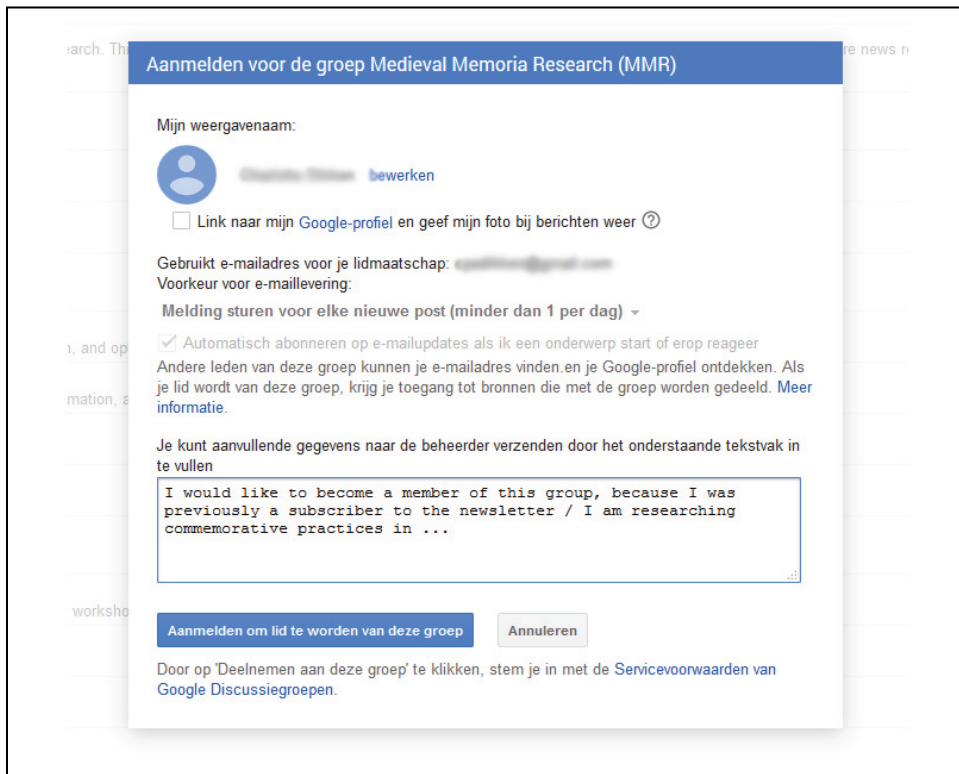 earch. Thi
re news re
Aanmelden voor de groep Medieval Memoria Research (MMR)
Mijn weergavenaam:
bewerken
Link naar mijn Google-profiel en geef mijn foto bij berichten weer ?
Gebruikt e-mailadres voor je lidmaatschap:
Voorkeur voor e-maillevering:
Melding sturen voor elke nieuwe post (minder dan 1 per dag)
Automatisch abonneren op e-mailupdates als ik een onderwerp start of erop reageer
n, and op
Andere leden van deze groep kunnen je e-mailadres vinden.en je Google-profiel ontdekken. Als
je lid wordt van deze groep, krijg je toegang tot bronnen die met de groep worden gedeeld. Meer
mation, a
informatie.
Je kunt aanvullende gegevens naar de beheerder verzenden door het onderstaande tekstvak in
te vullen
I would like to become a member of this group, because I was
previously a subscriber to the newsletter / I am researching
commemorative practices in ...
worksho
Aanmelden om lid te worden van deze groep
Annuleren
Door op 'Deelnemen aan deze groep' te klikken, stem je in met de Servicevoorwaarden van
Google Discussiegroepen.